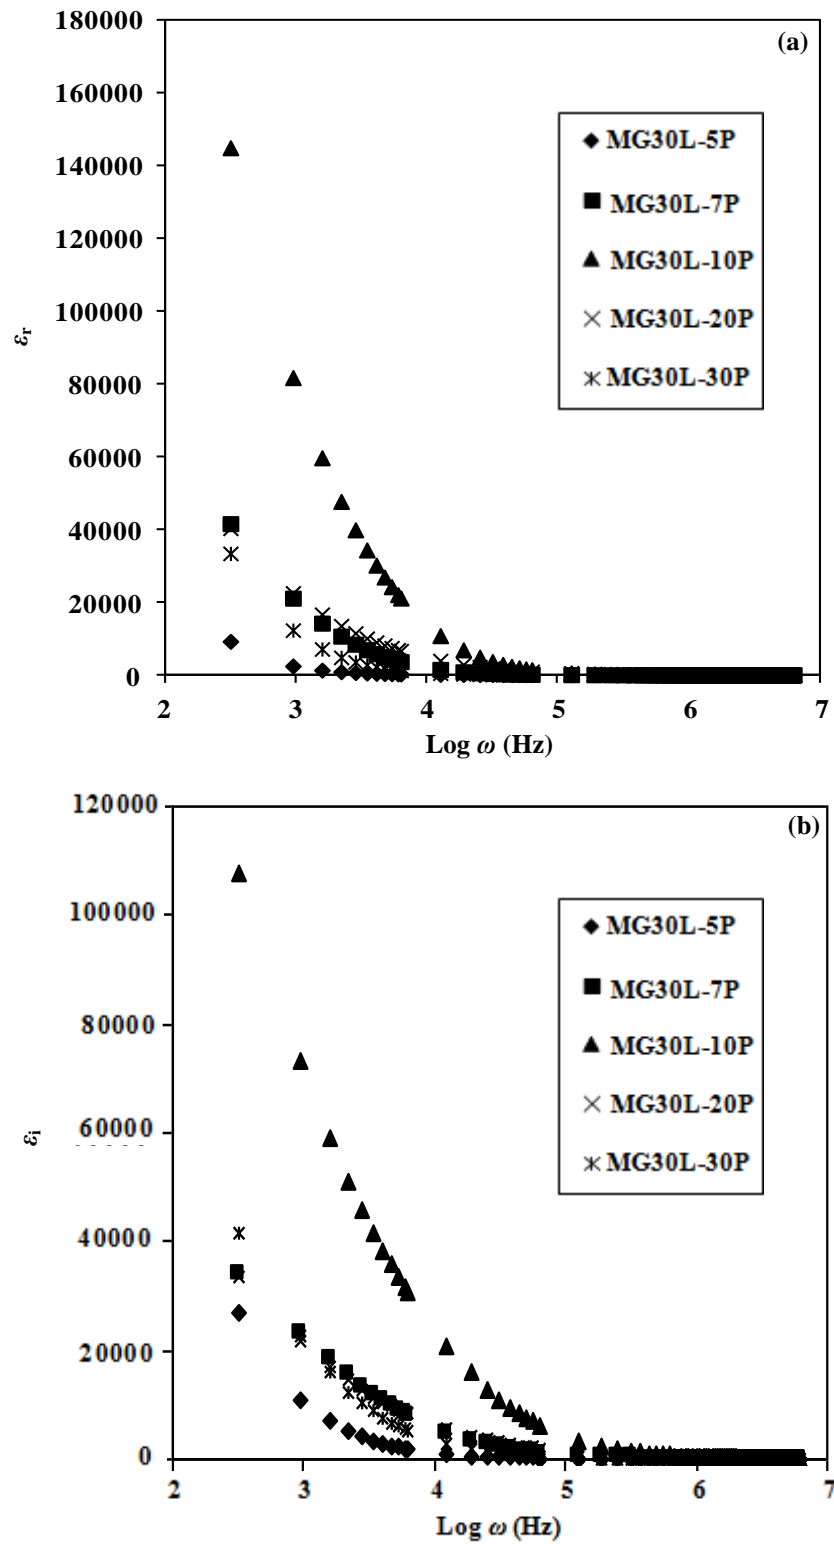 (a)
180000
160000
140000
120000
100000
80000
60000
40000
20000
0
εr
MG30L-5P
MG30L-7P
MG30L-10P
MG30L-20P
MG30L-30P
2 3 4 5 6 7
Log ω (Hz)
(b)
120000
100000
80000
60000
40000
20000
0
εi
MG30L-5P
MG30L-7P
MG30L-10P
MG30L-20P
MG30L-30P
2 3 4 5 6 7
Log ω (Hz)